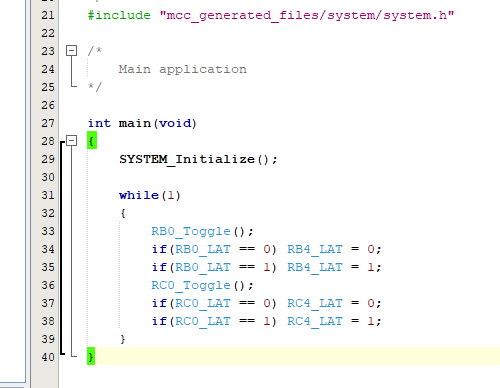 21 #include "mcc_generated_files/system/system.h"
22
23 /*
24     Main application
25 */
26
27 int main(void)
28 {
29     SYSTEM_Initialize();
30
31     while(1)
32     {
33         RB0_Toggle();
34         if(RB0_LAT == 0) RB4_LAT = 0;
35         if(RB0_LAT == 1) RB4_LAT = 1;
36         RC0_Toggle();
37         if(RC0_LAT == 0) RC4_LAT = 0;
38         if(RC0_LAT == 1) RC4_LAT = 1;
39     }
40 }